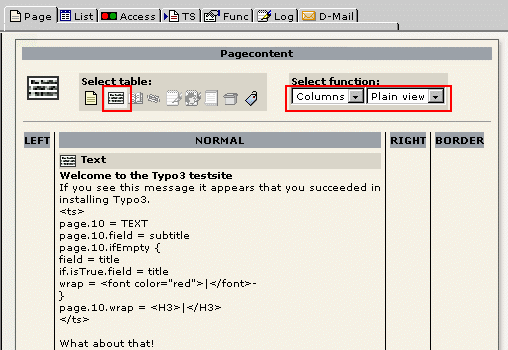 Page List Access TS Func Log D-Mail
Pagecontent
Select table: Select function:
Columns Plain view
LEFT NORMAL RIGHT BORDER
Text
Welcome to the Typo3 testsite
If you see this message it appears that you succeeded in
installing Typo3.
<ts>
page.10 = TEXT
page.10.field = subtitle
page.10.ifEmpty {
field = title
if.isTrue.field = title
wrap = <font color="red">|</font>-
}
page.10.wrap = <H3>|</H3>
</ts>
What about that!